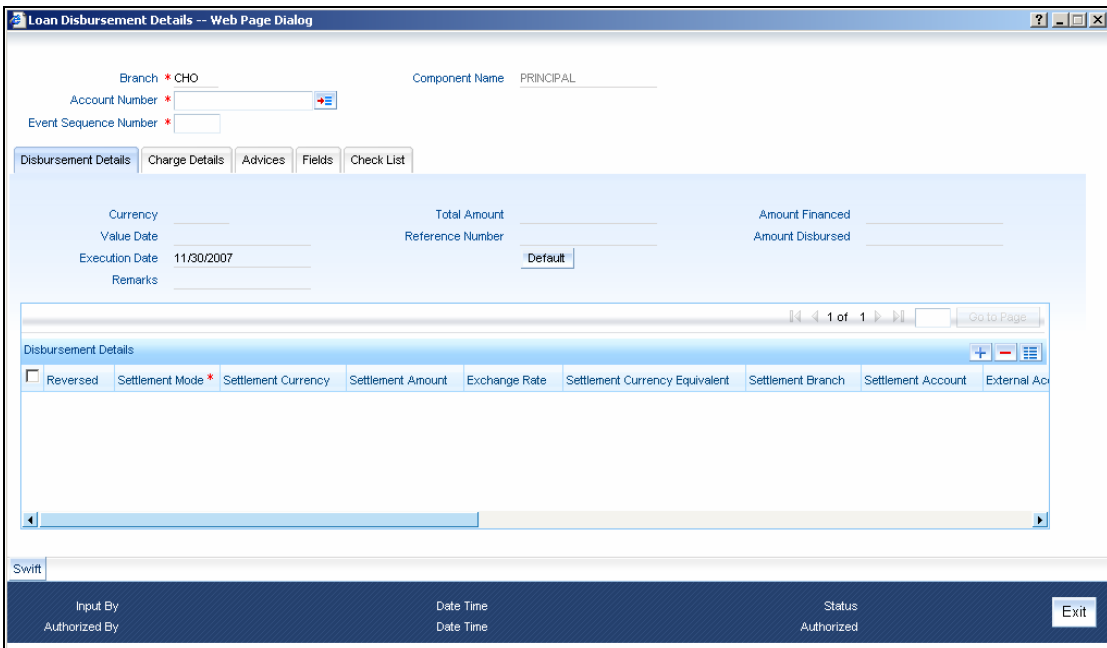 Loan Disbursement Details -- Web Page Dialog
Branch * CHO Component Name PRINCIPAL
Account Number *
Event Sequence Number *
Disbursement Details Charge Details Advices Fields Check List
Currency Total Amount Amount Financed
Value Date Reference Number Amount Disbursed
Execution Date 11/30/2007 Default
Remarks
1 of 1 Go to Page
Disbursement Details
Reversed Settlement Mode * Settlement Currency Settlement Amount Exchange Rate Settlement Currency Equivalent Settlement Branch Settlement Account External Acc
Swift
Input By Date Time Status
Authorized By Date Time Authorized
Exit